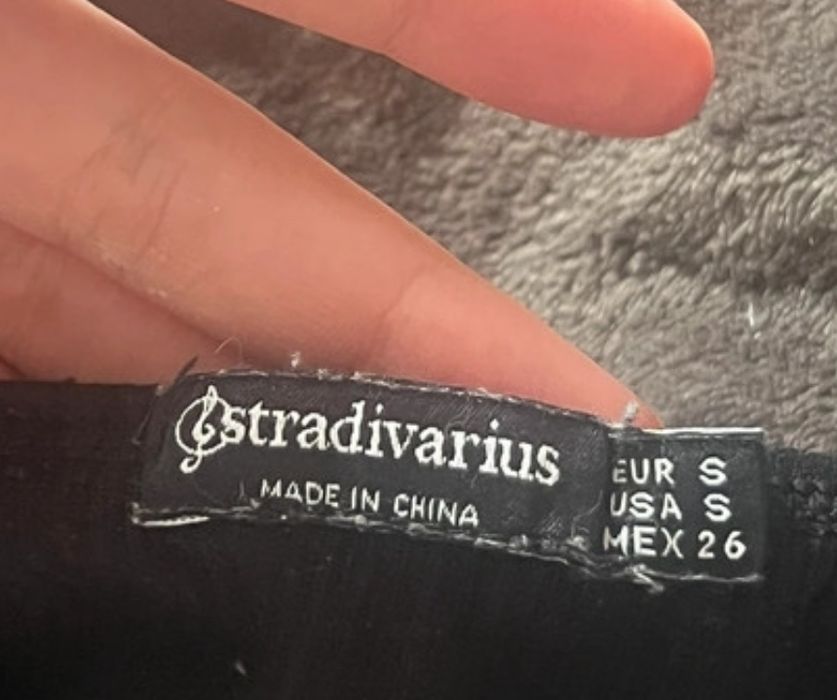 stradivarius
MADE IN CHINA
EUR S
USA S
MEX 26